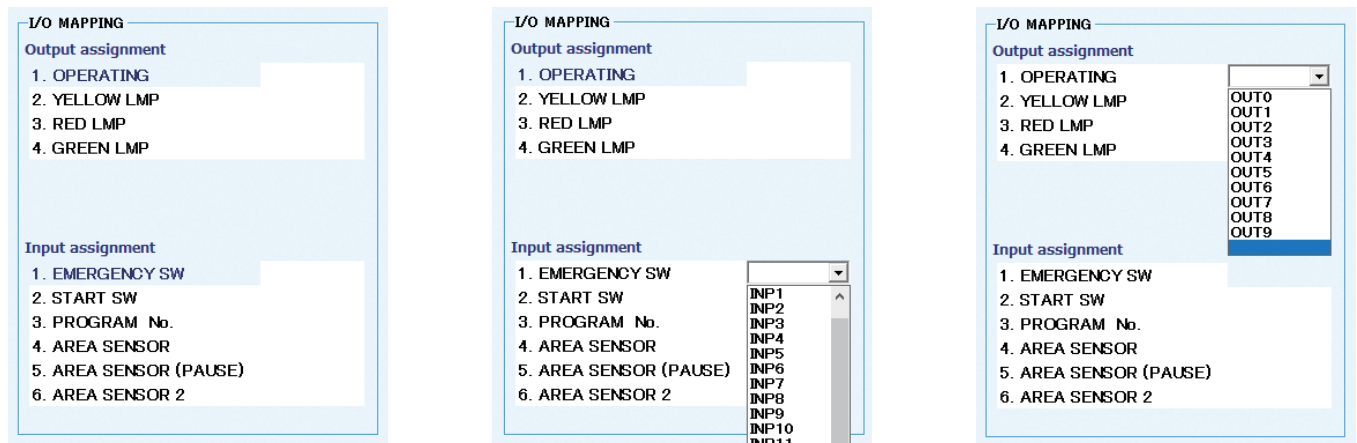 I/O MAPPING
Output assignment
1. OPERATING
2. YELLOW LMP
3. RED LMP
4. GREEN LMP
Input assignment
1. EMERGENCY SW
2. START SW
3. PROGRAM No.
4. AREA SENSOR
5. AREA SENSOR (PAUSE)
6. AREA SENSOR 2
I/O MAPPING
Output assignment
1. OPERATING
2. YELLOW LMP
3. RED LMP
4. GREEN LMP
Input assignment
1. EMERGENCY SW
2. START SW
3. PROGRAM No.
4. AREA SENSOR
5. AREA SENSOR (PAUSE)
6. AREA SENSOR 2
INP1
INP2
INP3
INP4
INP5
INP6
INP7
INP8
INP9
INP10
INP11
I/O MAPPING
Output assignment
1. OPERATING
2. YELLOW LMP
3. RED LMP
4. GREEN LMP
OUT0
OUT1
OUT2
OUT3
OUT4
OUT5
OUT6
OUT7
OUT8
OUT9
Input assignment
1. EMERGENCY SW
2. START SW
3. PROGRAM No.
4. AREA SENSOR
5. AREA SENSOR (PAUSE)
6. AREA SENSOR 2